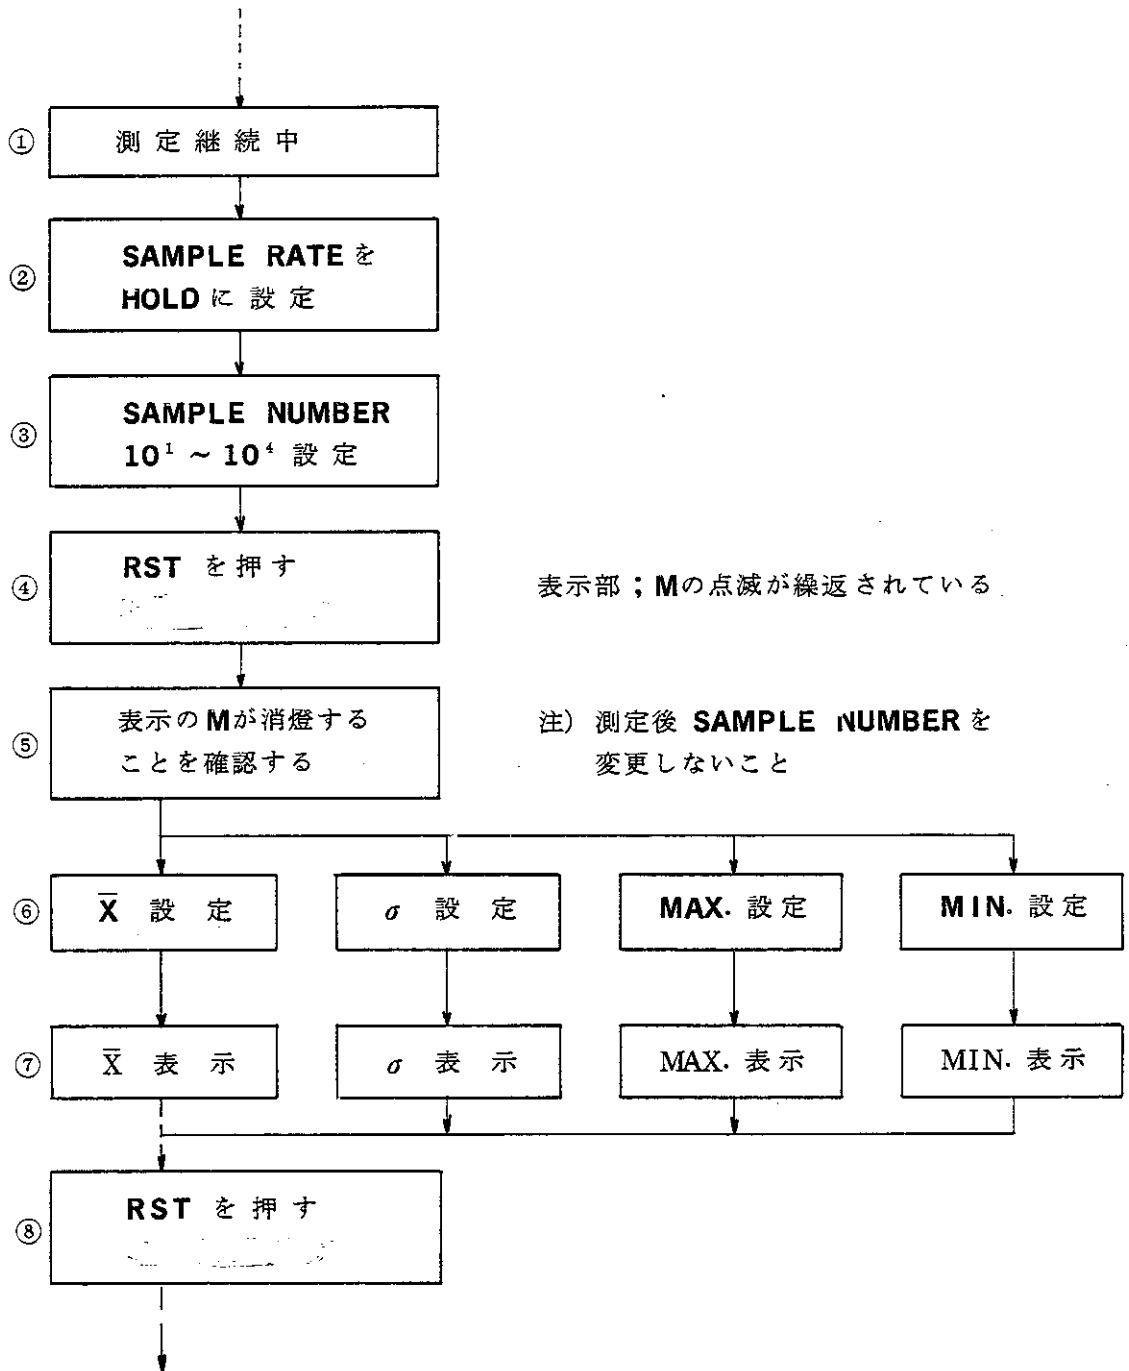 ① 測定継続中
② SAMPLE RATE を
HOLD に 設定
③ SAMPLE NUMBER
10¹ ~ 10⁴ 設定
④ RST を押す
表示部；Mの点滅が繰返されている
⑤ 表示のMが消燈する
ことを確認する
注) 測定後 SAMPLE NUMBER を
変更しないこと
⑥ X̄ 設定 σ 設定 MAX. 設定 MIN. 設定
⑦ X̄ 表示 σ 表示 MAX. 表示 MIN. 表示
⑧ RST を押す